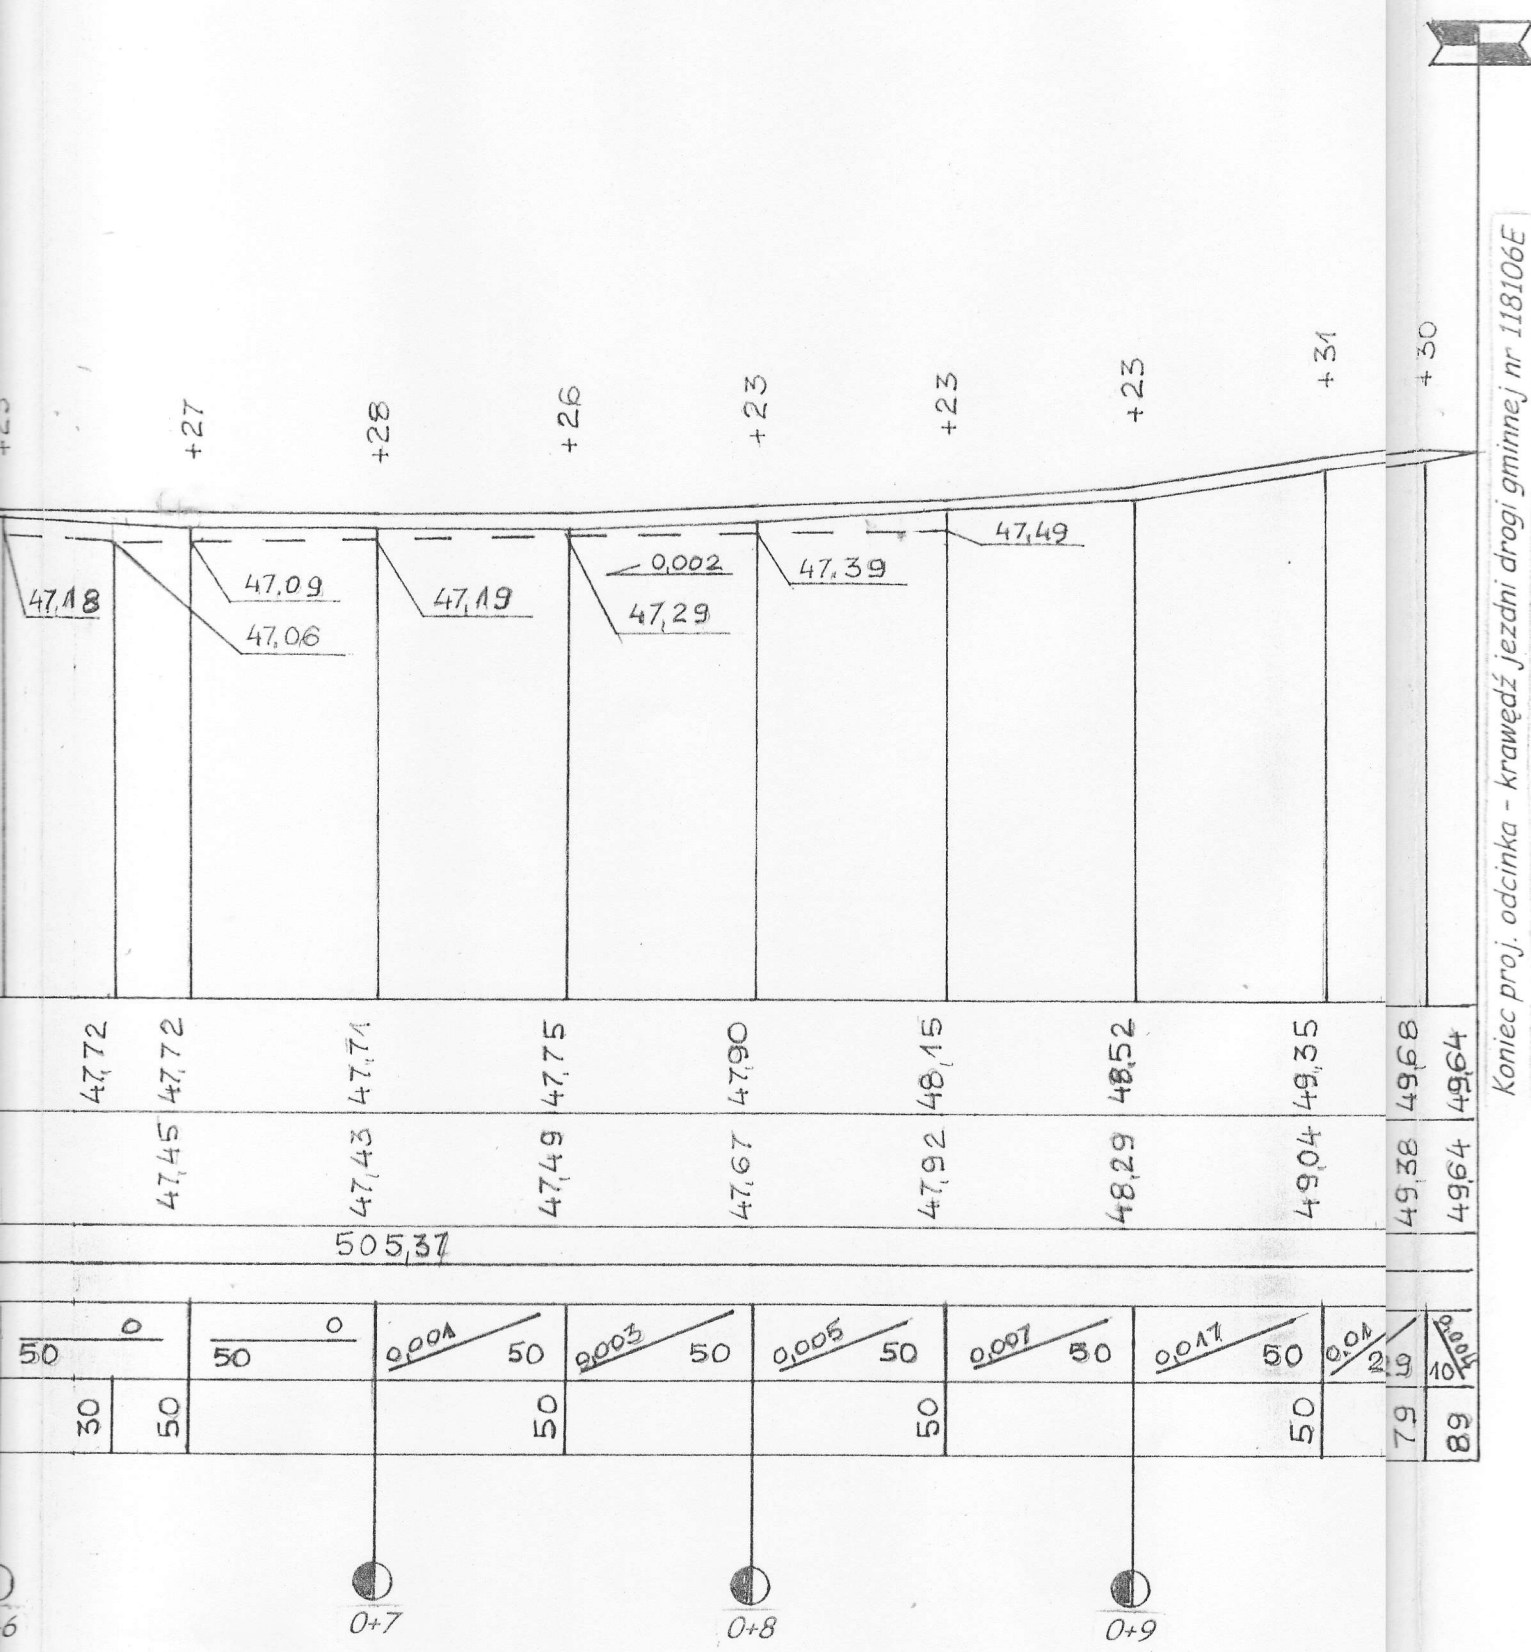 +27
+28
+26
+23
+23
+23
+31
+30
47,18
47,09
47,06
47,19
0,002
47,29
47,39
47,49
47,72 47,72 47,71 47,75 47,90 48,15 48,52 49,35 49,68 49,64
47,45 47,43 47,49 47,67 47,92 48,29 49,04 49,38 49,64
505,37
0 50 0 50 0,001 50 0,003 50 0,005 50 0,007 50 0,017 50 0,01 29 0,004 10
30 50 50 50 50 79 89
6 0+7 0+8 0+9
Koniec proj. odcinka - krawędź jezdni drogi gminnej nr 118106E